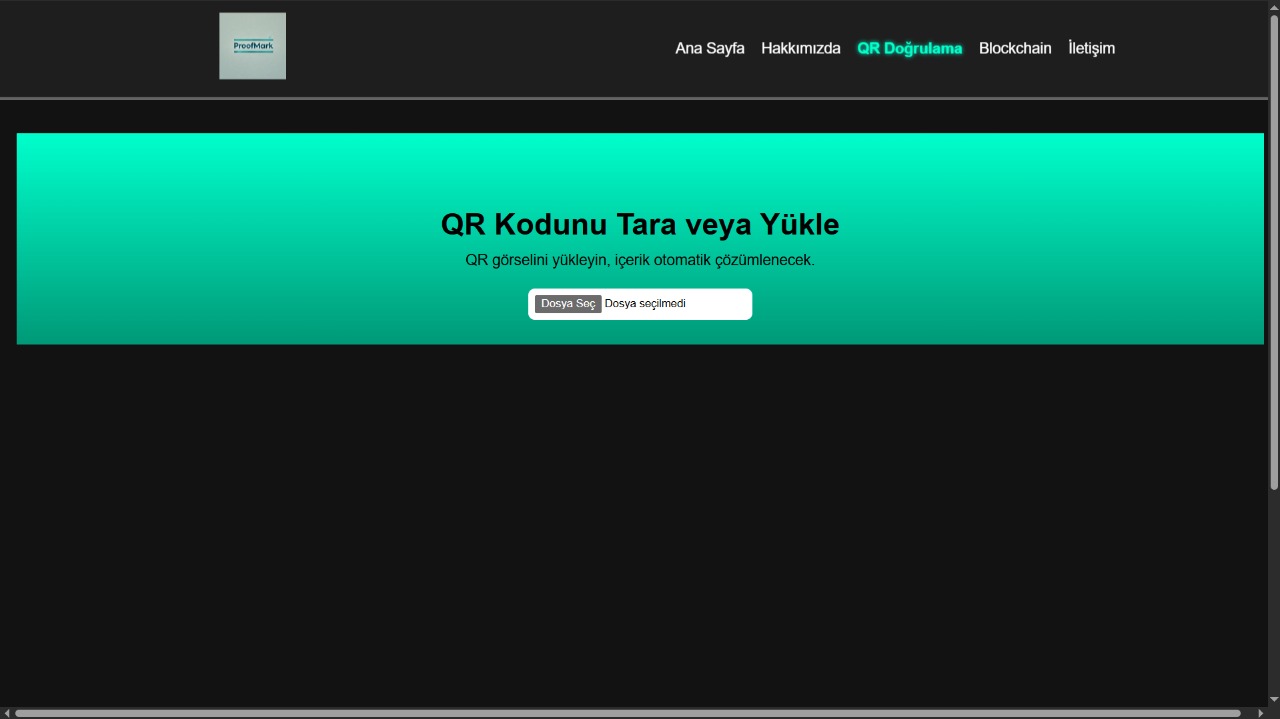 ProofMark
Ana Sayfa Hakkımızda QR Doğrulama Blockchain İletişim
QR Kodunu Tara veya Yükle
QR görselini yükleyin, içerik otomatik çözümlenecek.
Dosya Seç Dosya seçilmedi